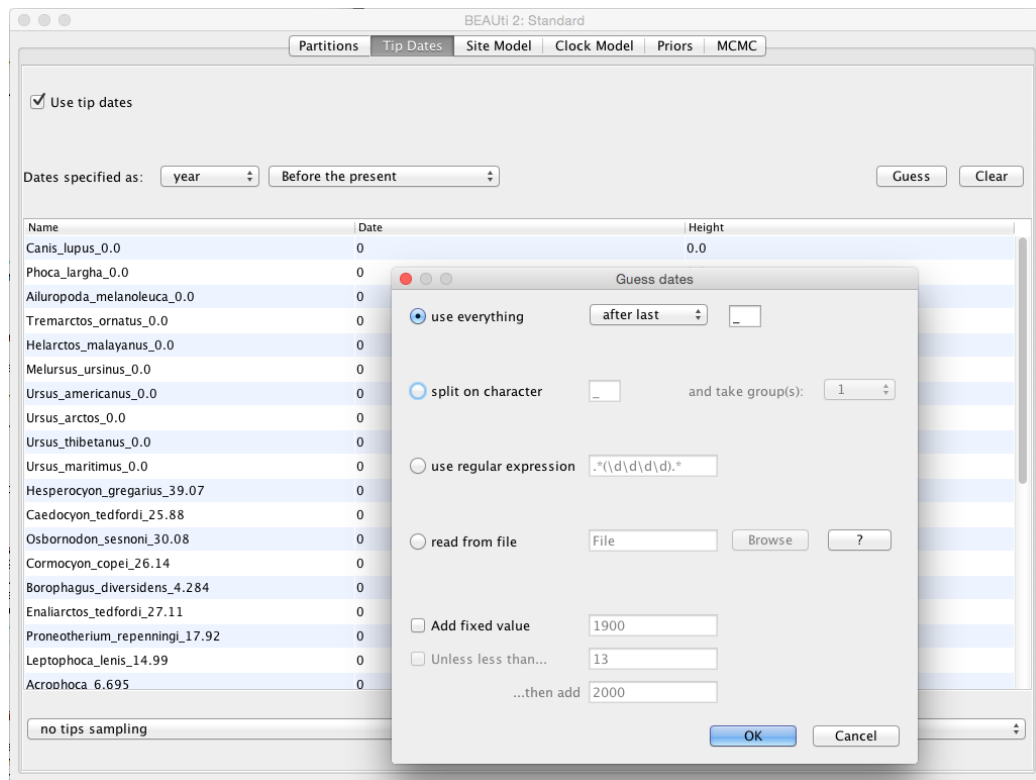 BEAUti 2: Standard
Partitions Tip Dates Site Model Clock Model Priors MCMC
Use tip dates
Dates specified as: year Before the present Guess Clear
Name Date Height
Canis_lupus_0.0 0 0.0
Phoca_largha_0.0 0
Ailuropoda_melanoleuca_0.0 0
Tremarctos_ornatus_0.0 0
Helarctos_malayanus_0.0 0
Melursus_ursinus_0.0 0
Ursus_americanus_0.0 0
Ursus_arctos_0.0 0
Ursus_thibetanus_0.0 0
Ursus_maritimus_0.0 0
Hesperocyon_gregarius_39.07 0
Caedocyon_tedfordi_25.88 0
Osbornodon_sesnoni_30.08 0
Cormocyon_copei_26.14 0
Borophagus_diversidens_4.284 0
Enaliarctos_tedfordi_27.11 0
Proneotherium_repenningi_17.92 0
Leptophoca_lenis_14.99 0
Acrophoca_6.695 0
no tips sampling
Guess dates
use everything after last _
split on character _ and take group(s): 1
use regular expression .*(\d\d\d\d).*
read from file File Browse ?
Add fixed value 1900
Unless less than... 13
...then add 2000
OK Cancel